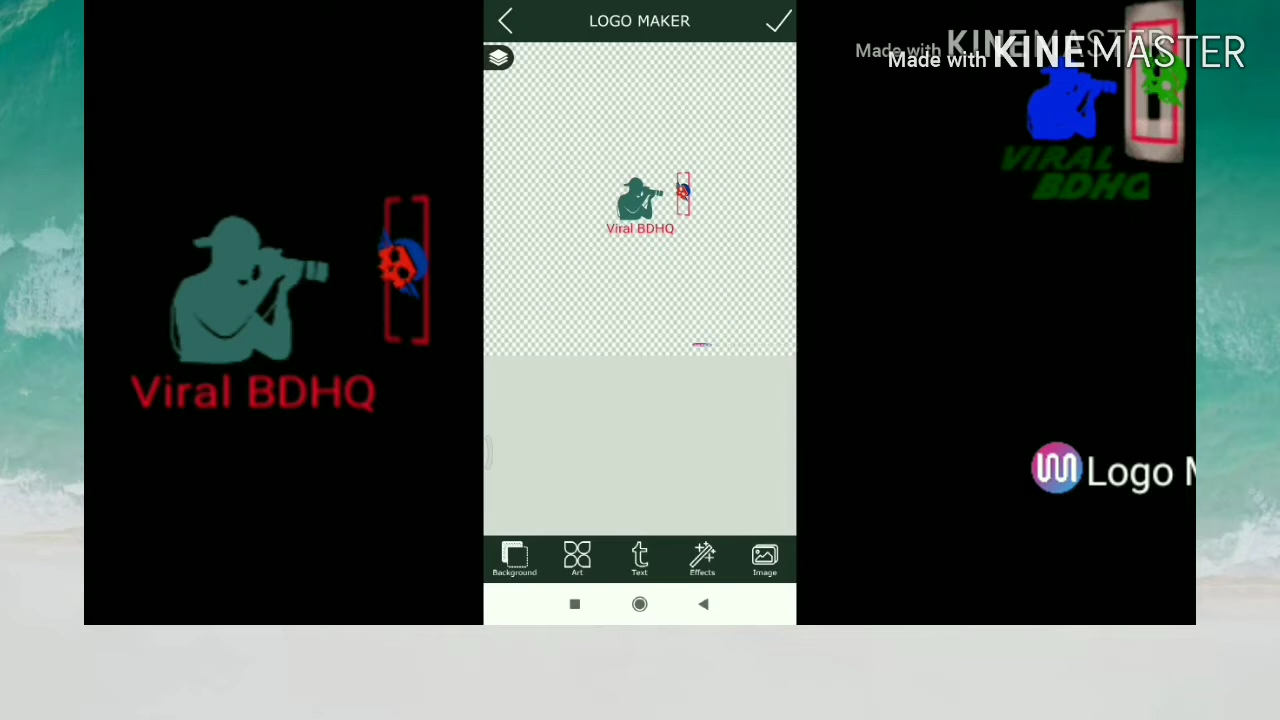 LOGO MAKER
Made with KINEMASTER
Made with KINEMASTER
VIRAL
BDHQ
Viral BDHQ
Viral BDHQ
Logo
Background
Art
Text
Effects
Image